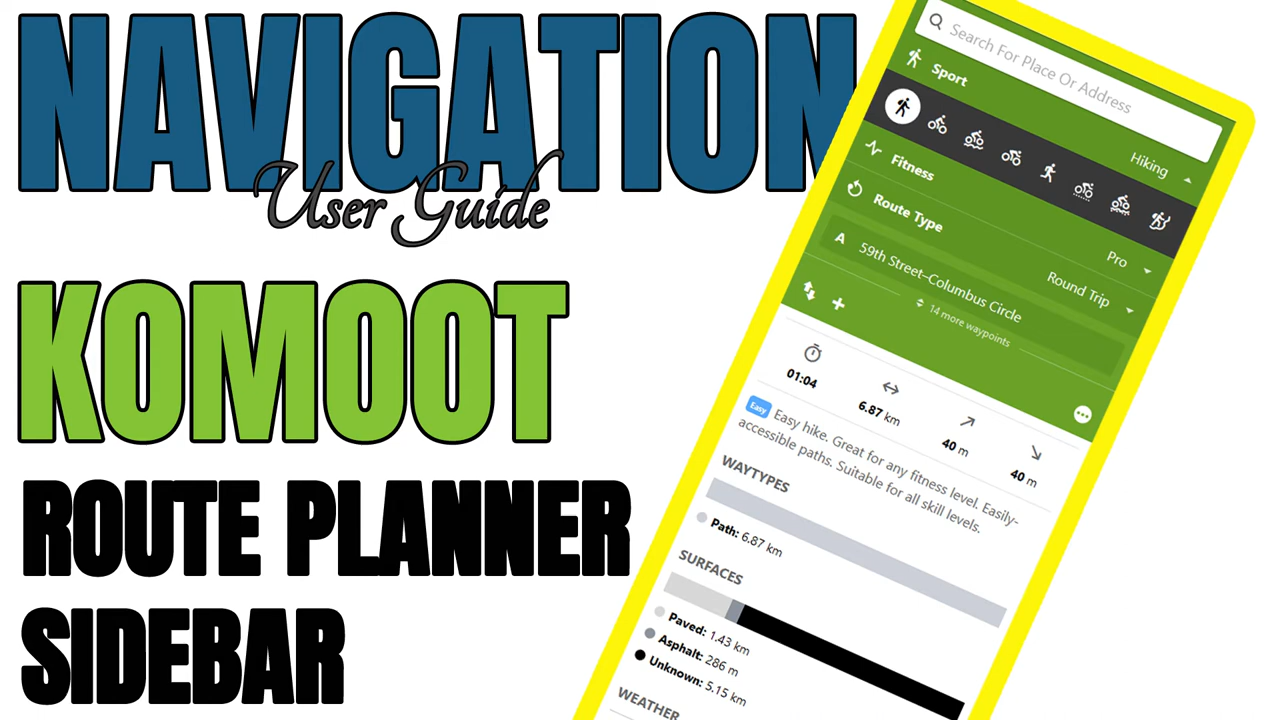 NAVIGATION
User Guide
KOMOOT
ROUTE PLANNER
SIDEBAR
Search For Place Or Address
Sport
Hiking
Fitness
Pro
Route Type
Round Trip
A 59th Street–Columbus Circle
14 more waypoints
01:04
6.87 km
40 m
40 m
Easy Easy hike. Great for any fitness level. Easily-
accessible paths. Suitable for all skill levels.
WAYTYPES
Path: 6.87 km
SURFACES
Paved: 1.43 km
Asphalt: 286 m
Unknown: 5.15 km
WEATHER